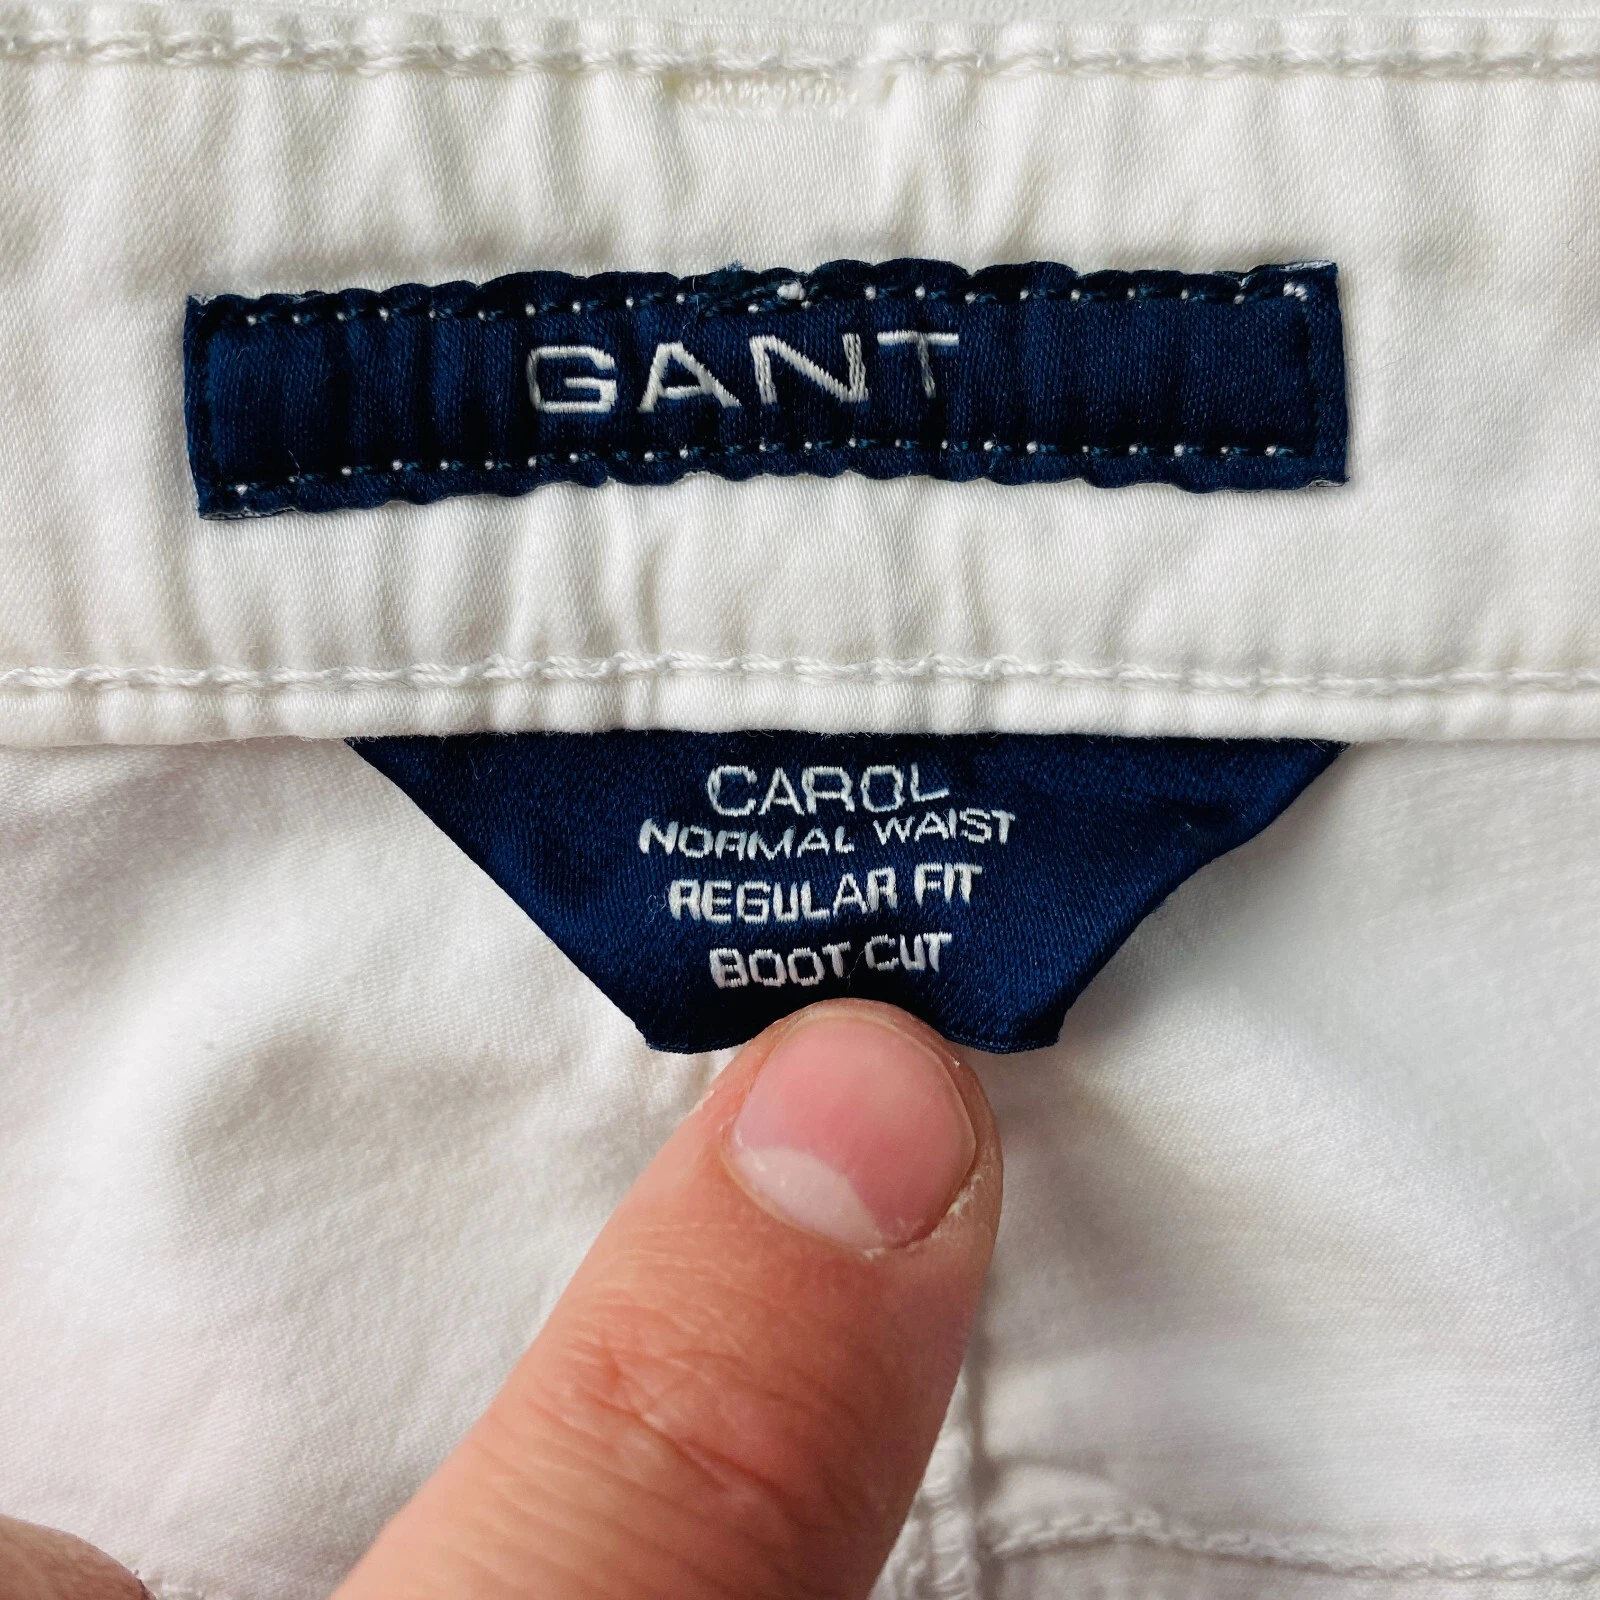 GANT
CAROL
NORMAL WAIST
REGULAR FIT
BOOT CUT